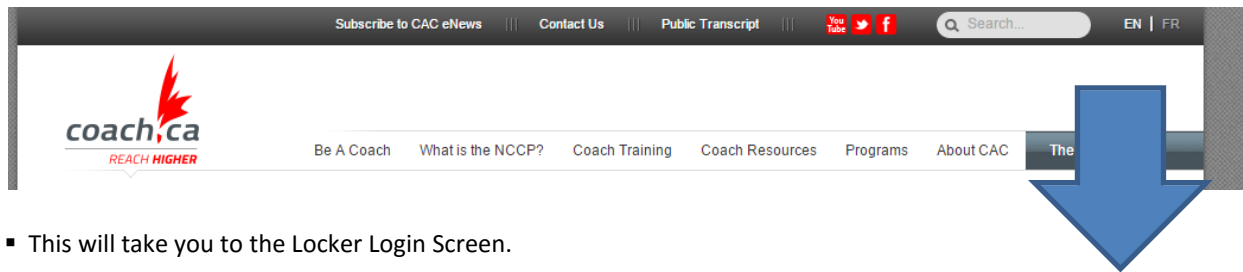 Subscribe to CAC eNews ||| Contact Us ||| Public Transcript ||| You Tube Search... EN | FR
coach.ca
REACH HIGHER
Be A Coach What is the NCCP? Coach Training Coach Resources Programs About CAC The
▪ This will take you to the Locker Login Screen.